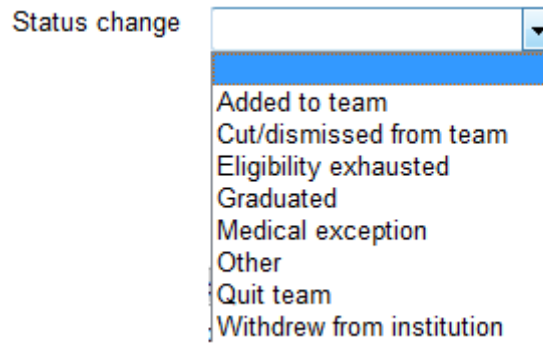 Status change
Added to team
Cut/dismissed from team
Eligibility exhausted
Graduated
Medical exception
Other
Quit team
Withdrew from institution